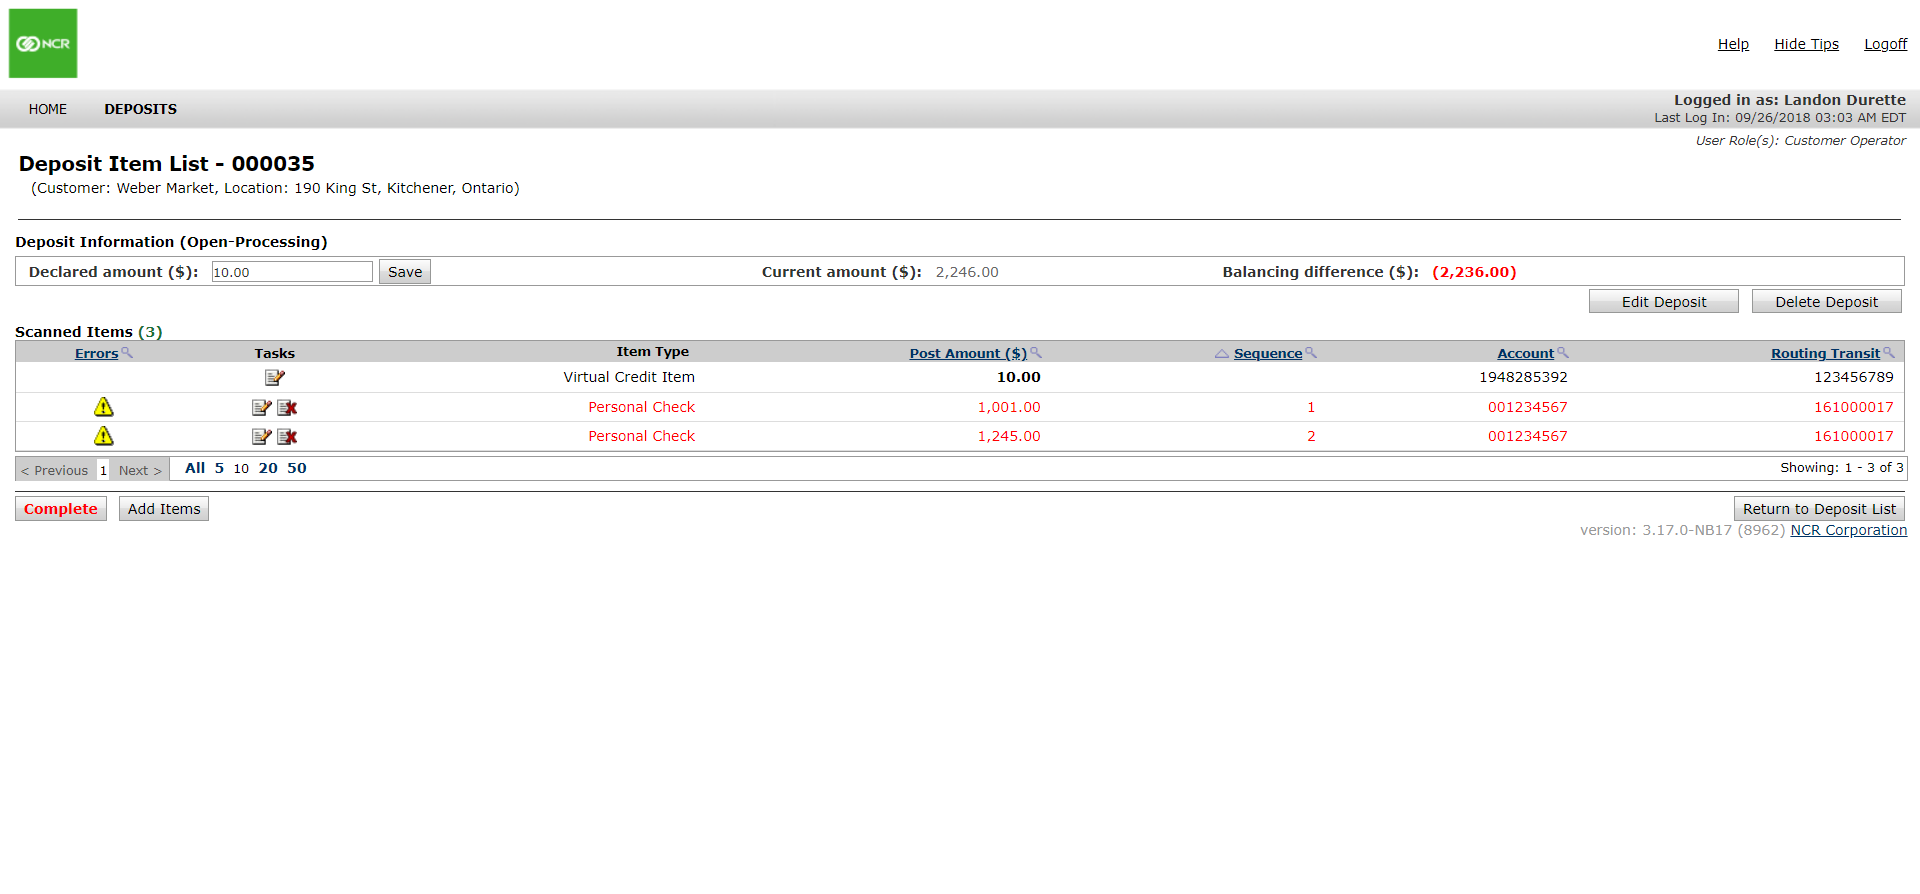 NCR
Help Hide Tips Logoff
HOME DEPOSITS
Logged in as: Landon Durette
Last Log In: 09/26/2018 03:03 AM EDT
User Role(s): Customer Operator
Deposit Item List - 000035
(Customer: Weber Market, Location: 190 King St, Kitchener, Ontario)
Deposit Information (Open-Processing)
Declared amount ($): 10.00 Save Current amount ($): 2,246.00 Balancing difference ($): (2,236.00)
Edit Deposit Delete Deposit
Scanned Items (3)
Errors Tasks Item Type Post Amount ($) Sequence Account Routing Transit
Virtual Credit Item 10.00 1948285392 123456789
Personal Check 1,001.00 1 001234567 161000017
Personal Check 1,245.00 2 001234567 161000017
< Previous 1 Next > All 5 10 20 50 Showing: 1 - 3 of 3
Complete Add Items Return to Deposit List
version: 3.17.0-NB17 (8962) NCR Corporation